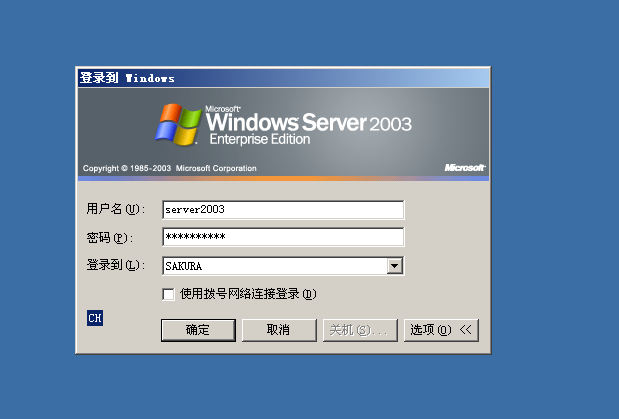 登录到 Windows
Microsoft
Windows Server 2003
Enterprise Edition
Copyright © 1985-2003 Microsoft Corporation
Microsoft
用户名(U):
server2003
密码(P):
**********
登录到(L):
SAKURA
使用拨号网络连接登录(D)
CH
确定
取消
关机(S)...
选项(O) <<